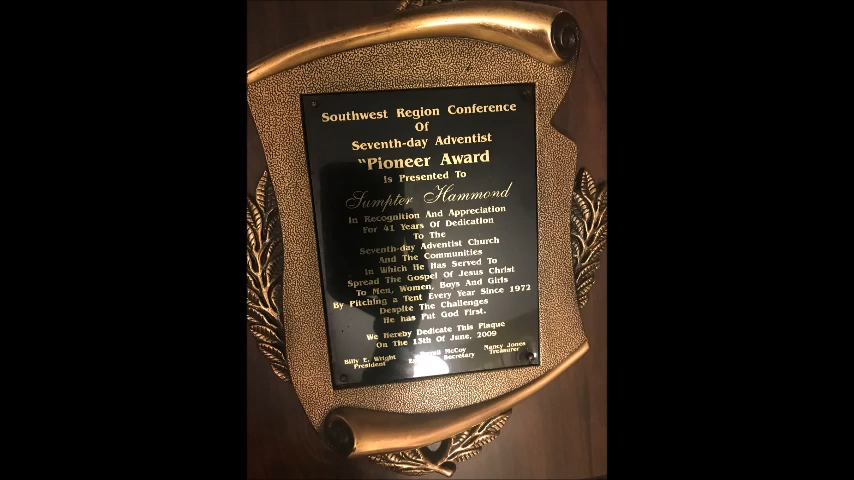 Southwest Region Conference
Of
Seventh-day Adventist
"Pioneer Award
Is Presented To
Sumpter Hammond
In Recognition And Appreciation
For 41 Years Of Dedication
To The
Seventh-day Adventist Church
And The Communities
In Which He Has Served To
Spread The Gospel Of Jesus Christ
To Men, Women, Boys And Girls
By Pitching a Tent Every Year Since 1972
Despite The Challenges
He has Put God First.
We Hereby Dedicate This Plaque
On The 13th Of June, 2009
Billy E. Wright McCoy Nancy Jones
President Secretary Treasurer